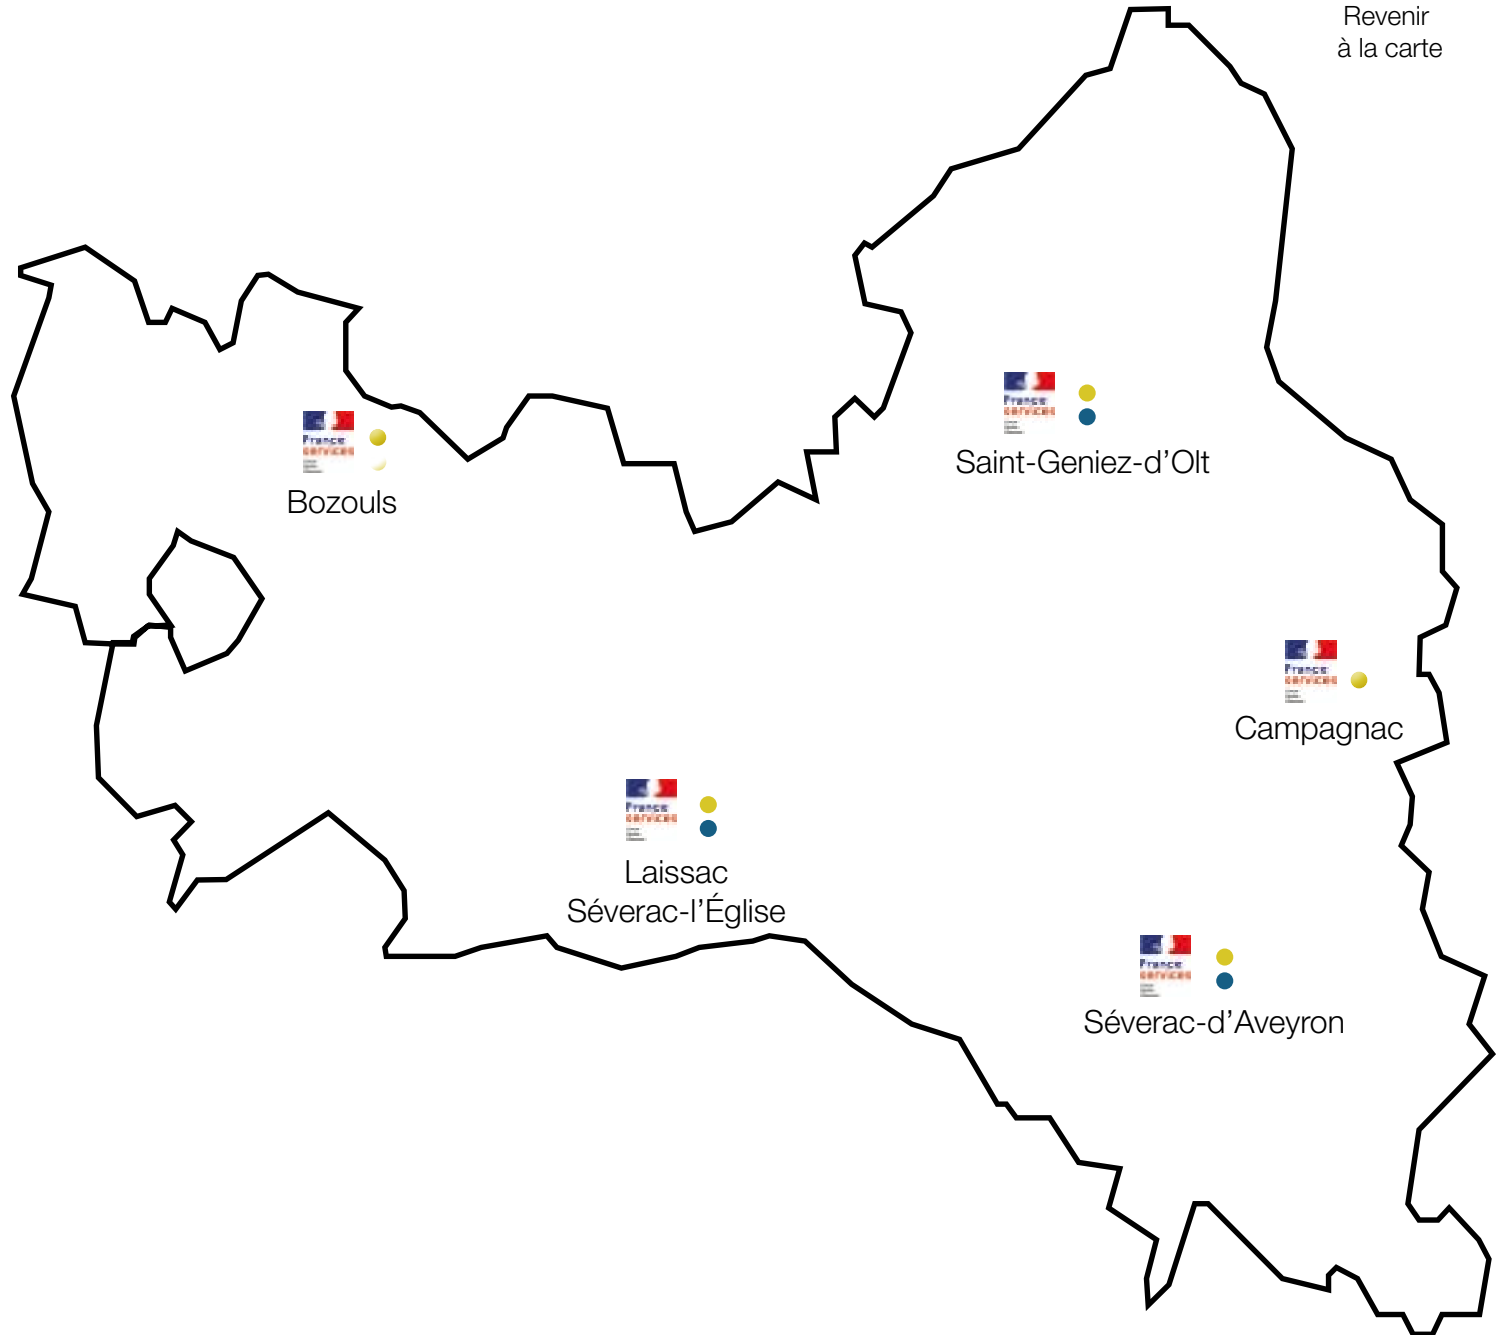 Revenir
à la carte
France
services
Saint-Geniez-d’Olt
France
services
Bozouls
France
services
Campagnac
France
services
Laissac
Séverac-l’Église
France
services
Séverac-d’Aveyron